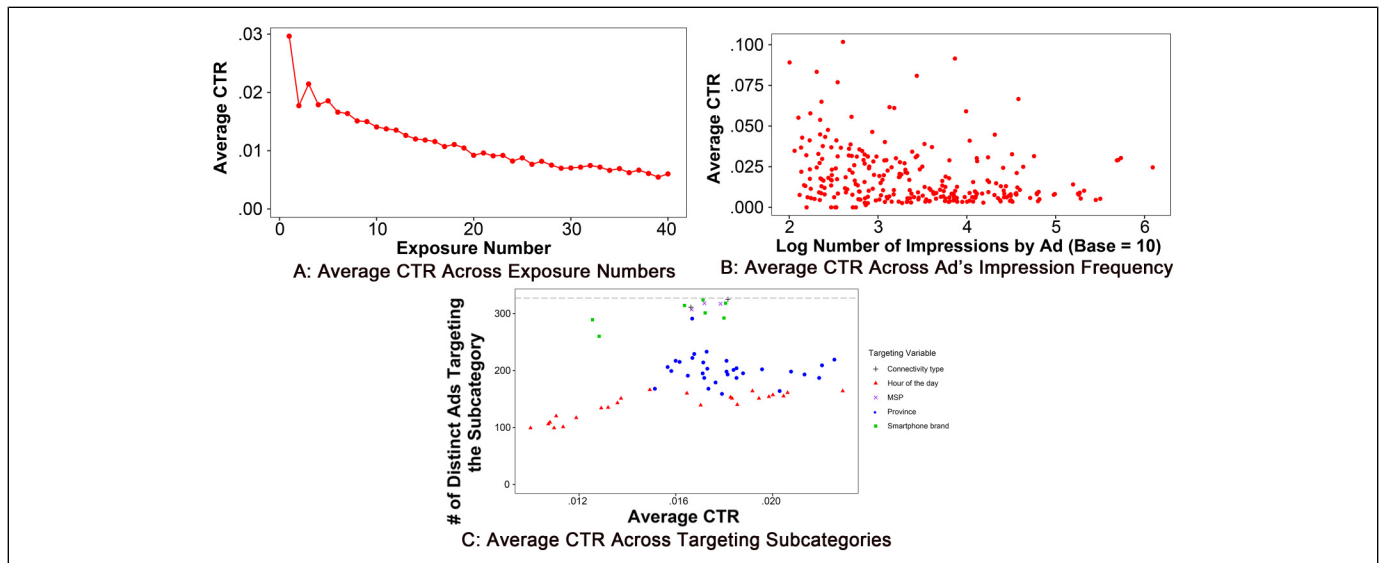 .03
.02
.01
.00
Average CTR
0 10 20 30 40
Exposure Number
A: Average CTR Across Exposure Numbers
.100
.075
.050
.025
.000
Average CTR
2 3 4 5 6
Log Number of Impressions by Ad (Base = 10)
B: Average CTR Across Ad's Impression Frequency
300
200
100
0
# of Distinct Ads Targeting
the Subcategory
.012 .016 .020
Average CTR
Targeting Variable
Connectivity type
Hour of the day
MSP
Province
Smartphone brand
C: Average CTR Across Targeting Subcategories